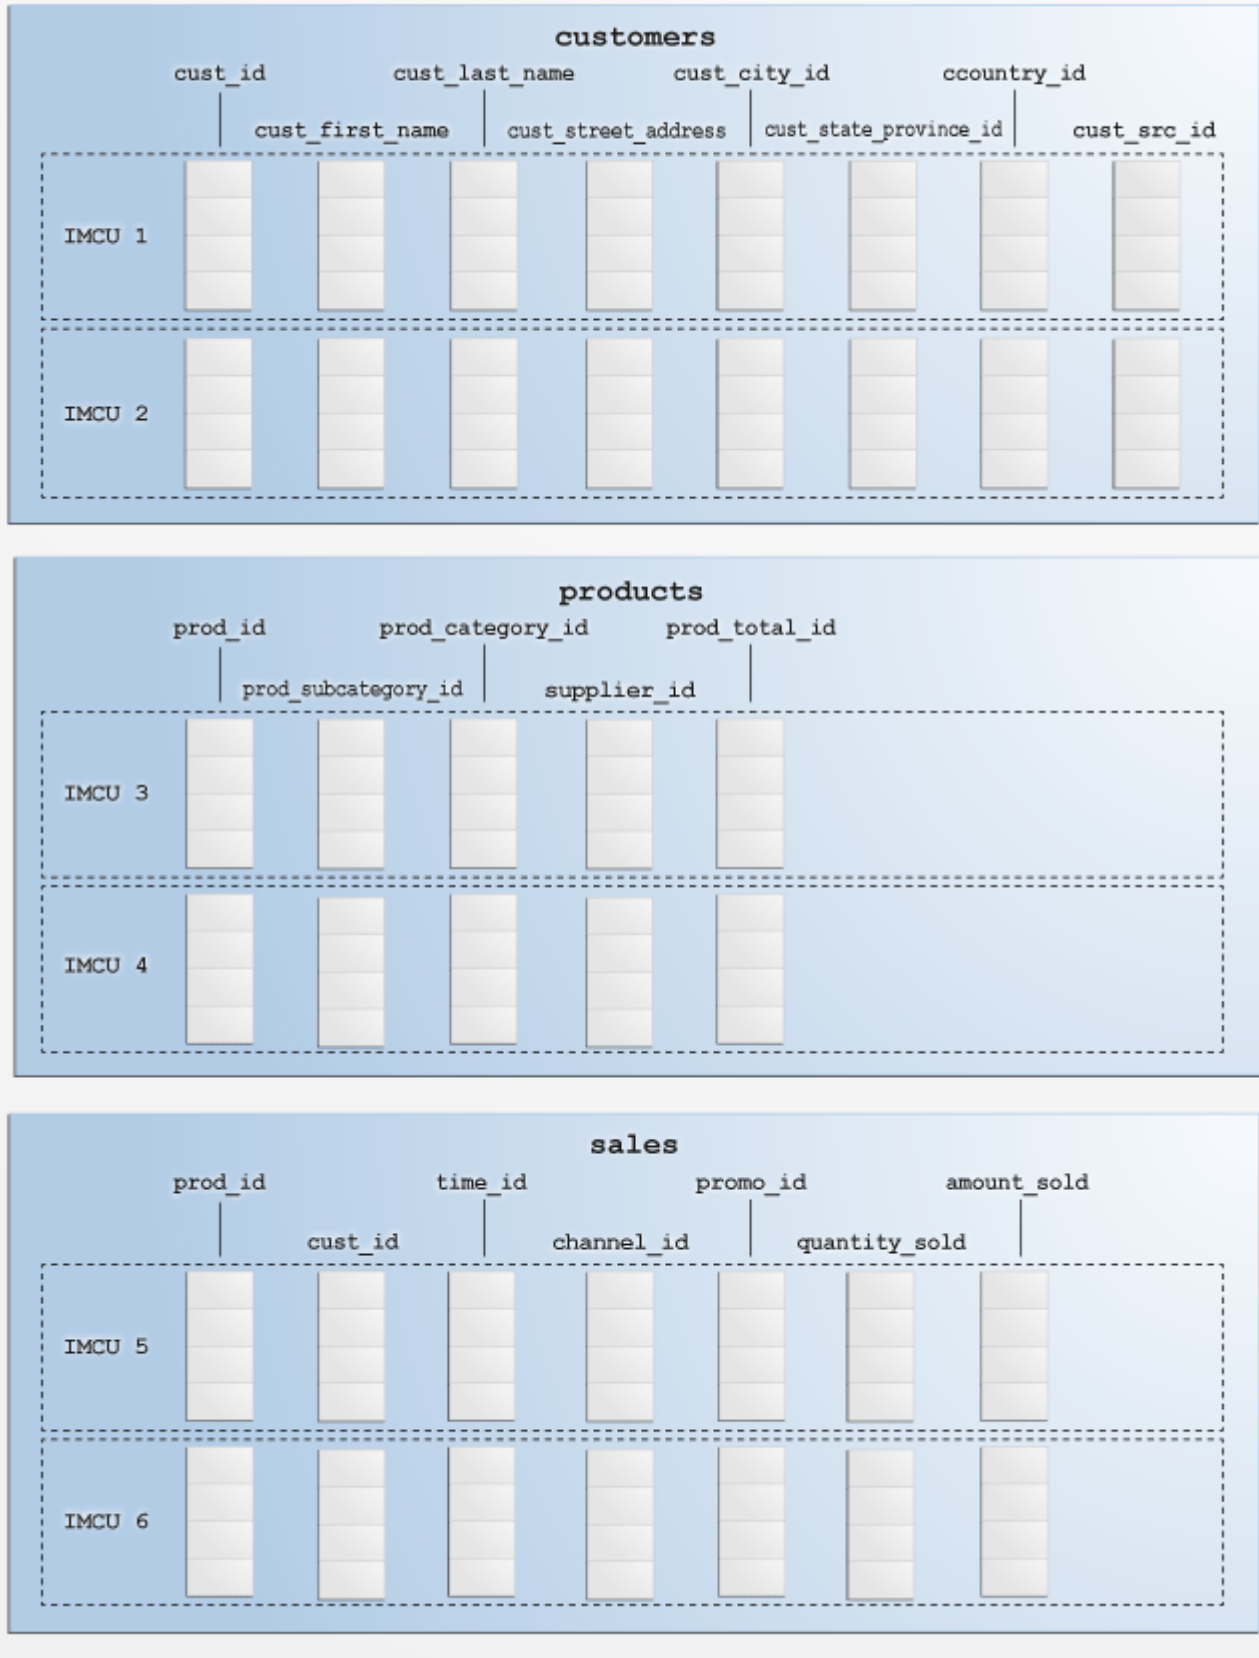 customers
cust_id cust_last_name cust_city_id ccountry_id
cust_first_name cust_street_address cust_state_province_id cust_src_id
IMCU 1
IMCU 2
products
prod_id prod_category_id prod_total_id
prod_subcategory_id supplier_id
IMCU 3
IMCU 4
sales
prod_id time_id promo_id amount_sold
cust_id channel_id quantity_sold
IMCU 5
IMCU 6